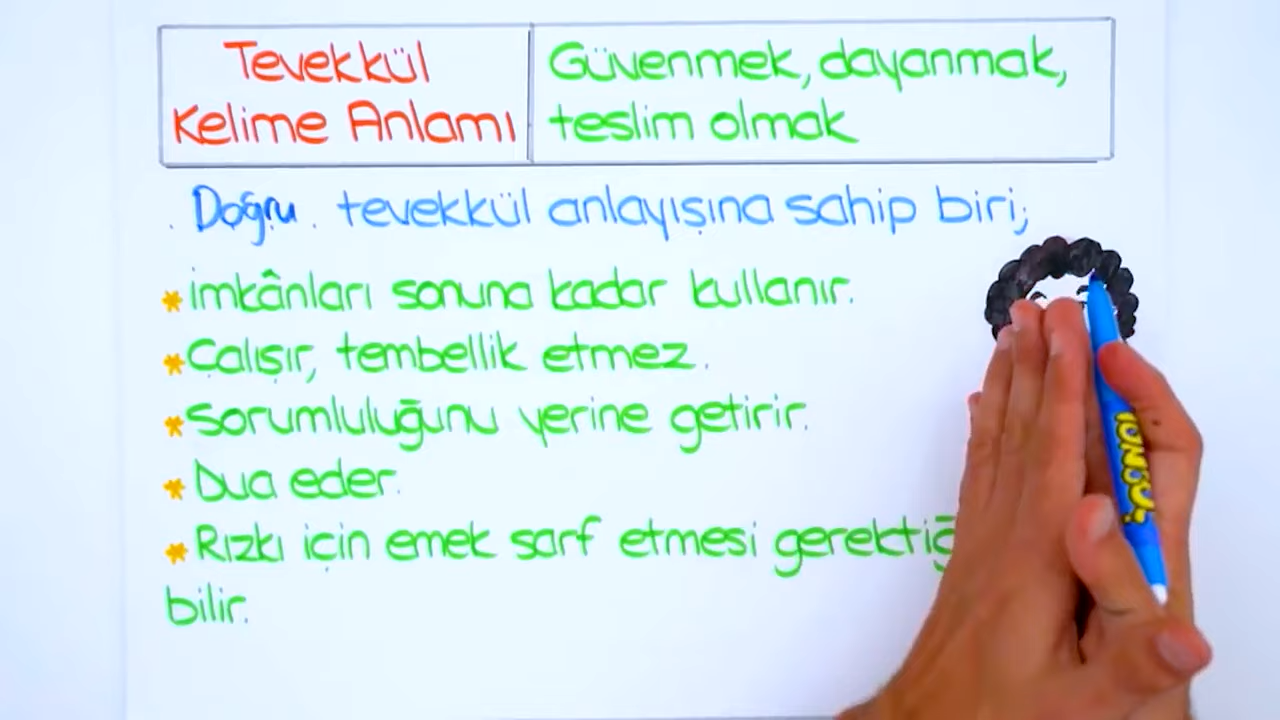 Tevekkül
Kelime Anlamı
Güvenmek, dayanmak,
teslim olmak
Doğru tevekkül anlayışına sahip biri;
* İmkânları sonuna kadar kullanır.
* Çalışır, tembellik etmez.
* Sorumluluğunu yerine getirir.
* Dua eder.
* Rızkı için emek sarf etmesi
bilir.